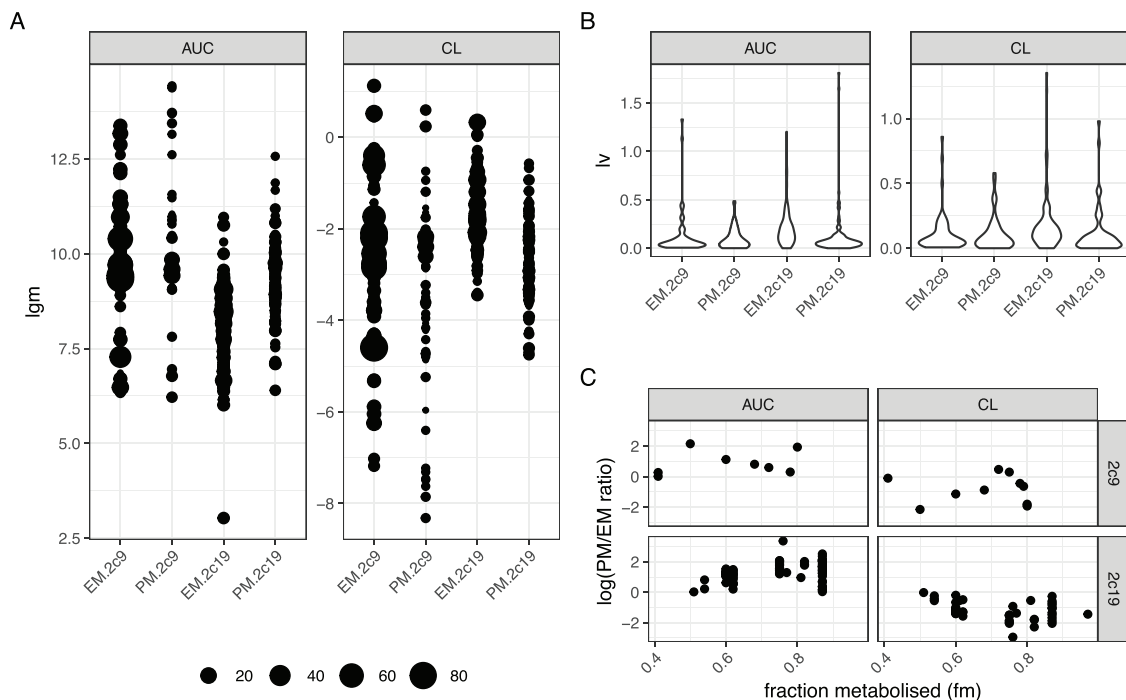 A
AUC
CL
lgm
12.5
10.0
7.5
5.0
2.5
0
−2
−4
−6
−8
EM.2c9
PM.2c9
EM.2c19
PM.2c19
EM.2c9
PM.2c9
EM.2c19
PM.2c19
20
40
60
80
B
AUC
CL
lv
1.5
1.0
0.5
0.0
1.0
0.5
0.0
EM.2c9
PM.2c9
EM.2c19
PM.2c19
EM.2c9
PM.2c9
EM.2c19
PM.2c19
C
AUC
CL
log(PM/EM ratio)
2
0
−2
2c9
2
0
−2
2c19
0.4
0.6
0.8
0.4
0.6
0.8
fraction metabolised (fm)